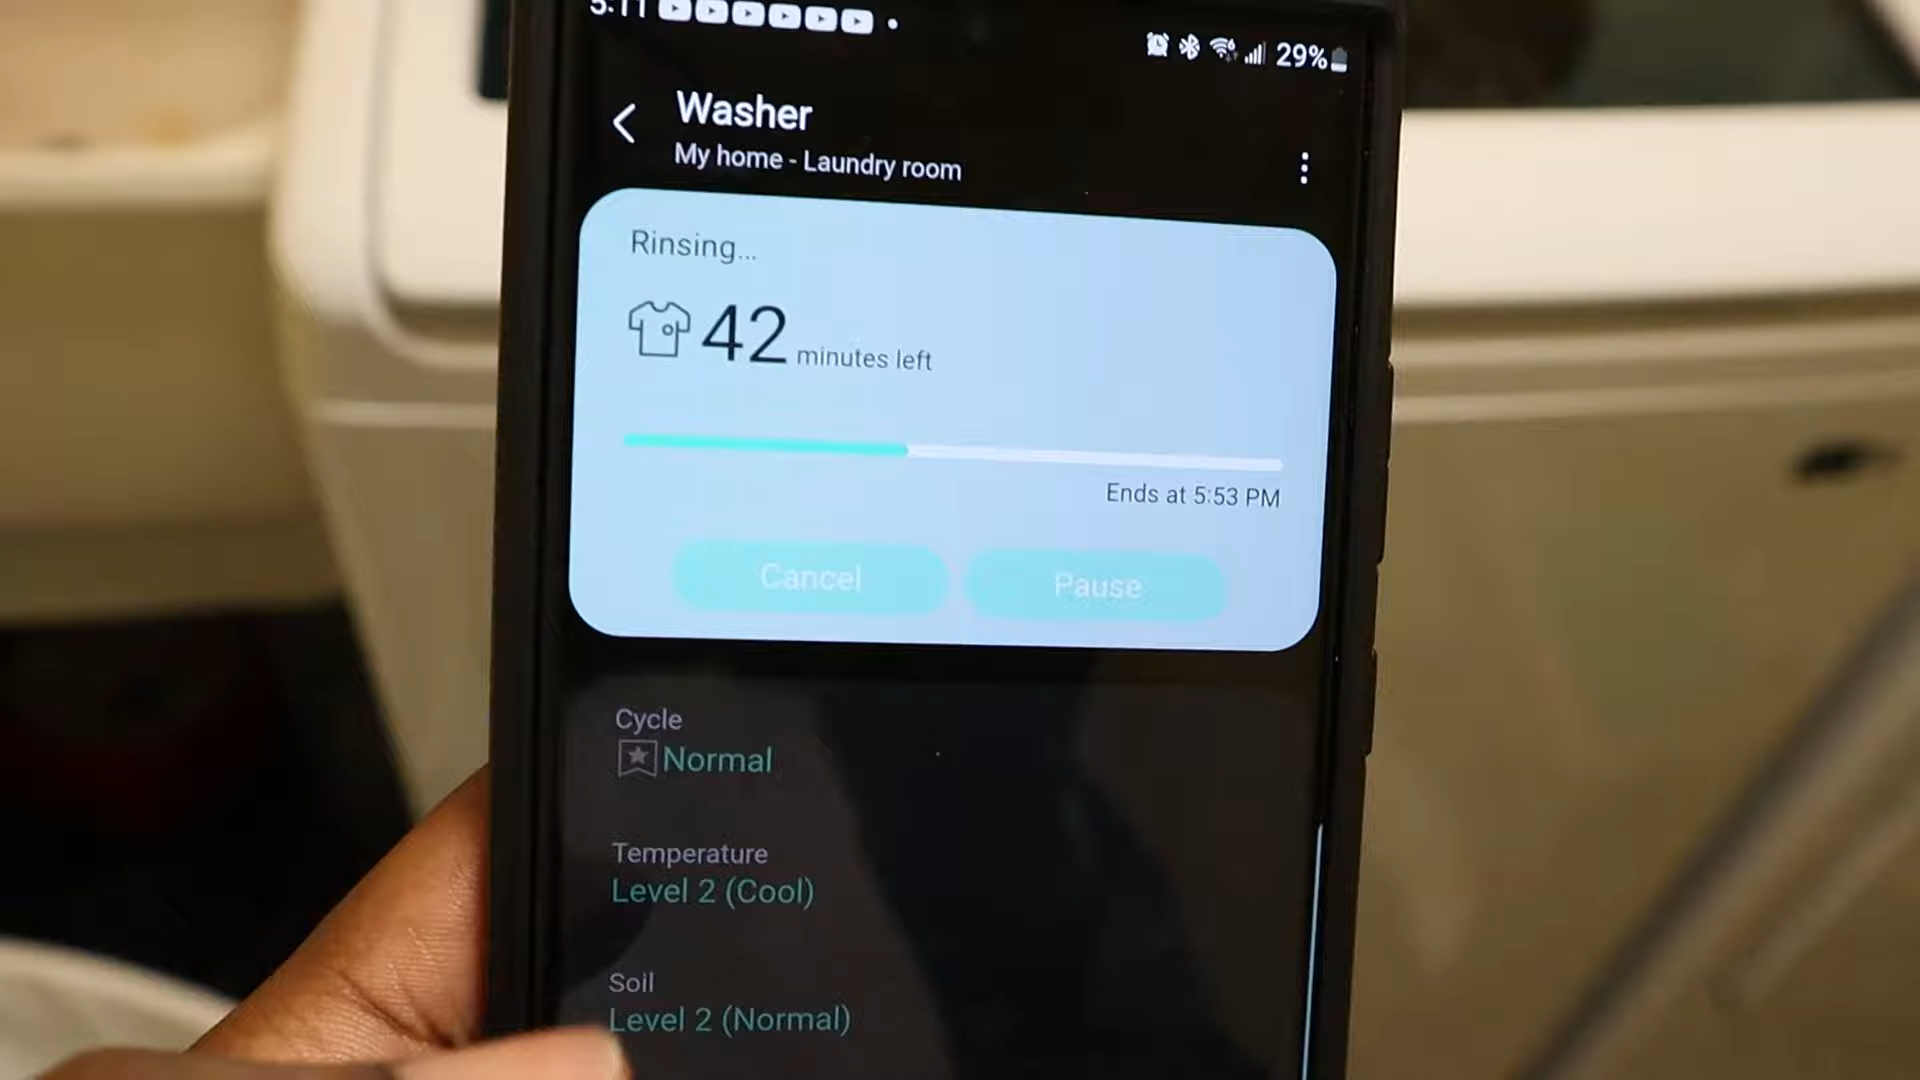 5:11
29%
Washer
My home - Laundry room
Rinsing...
42 minutes left
Ends at 5:53 PM
Cancel
Pause
Cycle
Normal
Temperature
Level 2 (Cool)
Soil
Level 2 (Normal)